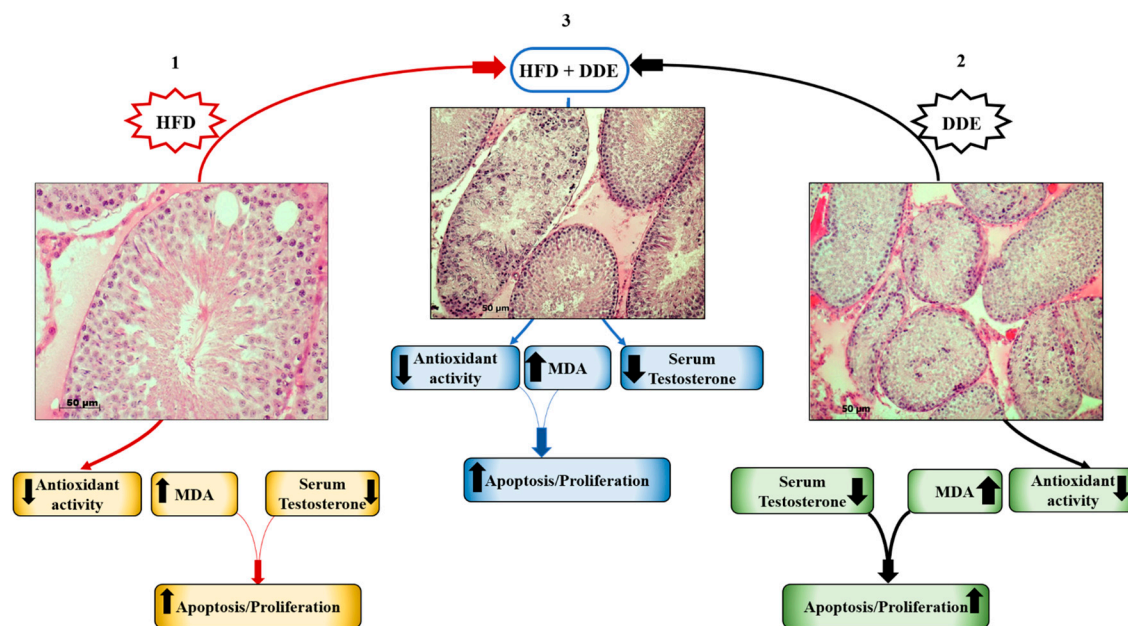 3
1
2
HFD + DDE
HFD
DDE
50 µm
50 µm
50 µm
Antioxidant
activity
MDA
Serum
Testosterone
Apoptosis/Proliferation
Antioxidant
activity
MDA
Serum
Testosterone
Apoptosis/Proliferation
Serum
Testosterone
MDA
Antioxidant
activity
Apoptosis/Proliferation